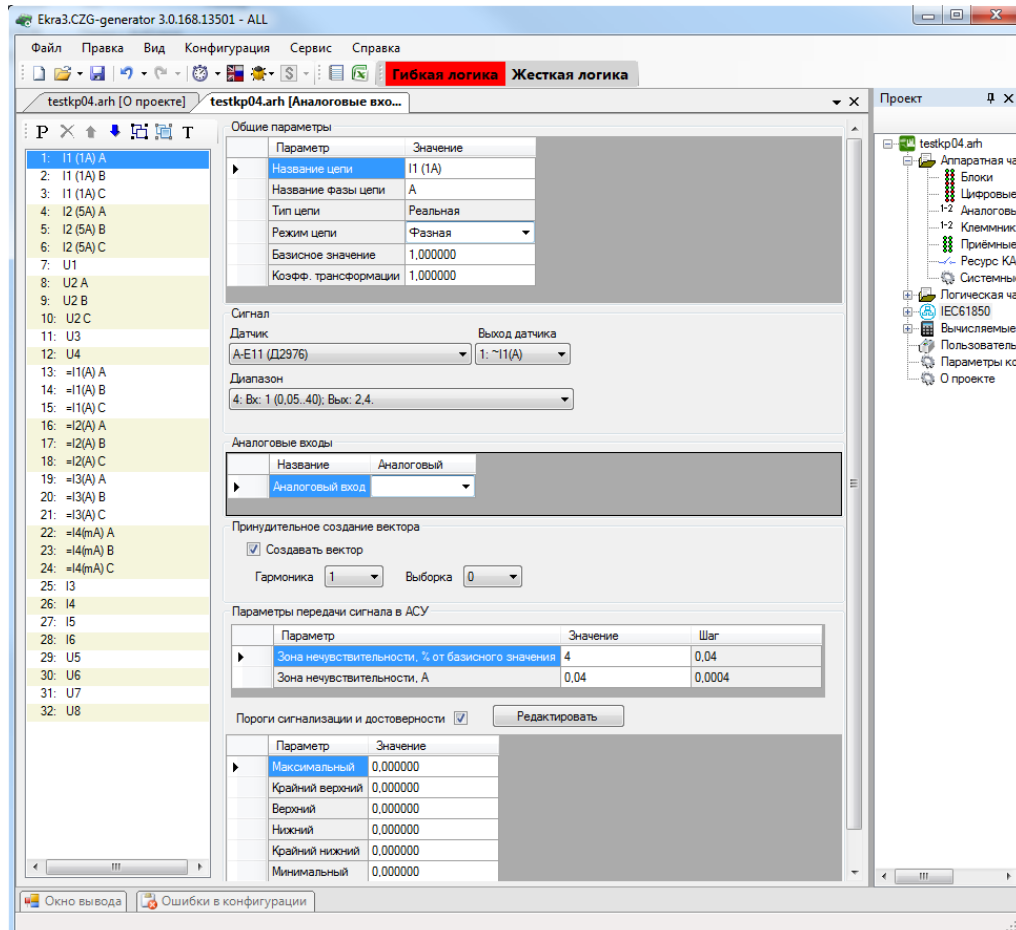 Ekra3.CZG-generator 3.0.168.13501 - ALL
Файл Правка Вид Конфигурация Сервис Справка
Гибкая логика Жесткая логика
testkp04.arh [О проекте] testkp04.arh [Аналоговые вхо...
P T
1: I1 (1A) A
2: I1 (1A) B
3: I1 (1A) C
4: I2 (5A) A
5: I2 (5A) B
6: I2 (5A) C
7: U1
8: U2 A
9: U2 B
10: U2 C
11: U3
12: U4
13: =I1(A) A
14: =I1(A) B
15: =I1(A) C
16: =I2(A) A
17: =I2(A) B
18: =I2(A) C
19: =I3(A) A
20: =I3(A) B
21: =I3(A) C
22: =I4(mA) A
23: =I4(mA) B
24: =I4(mA) C
25: I3
26: I4
27: I5
28: I6
29: U5
30: U6
31: U7
32: U8
Общие параметры
Параметр Значение
Название цепи I1 (1A)
Название фазы цепи A
Тип цепи Реальная
Режим цепи Фазная
Базисное значение 1,000000
Коэфф. трансформации 1,000000
Сигнал
Датчик Выход датчика
A-E11 (Д2976) 1: ~I1(A)
Диапазон
4: Вх: 1 (0,05..40); Вых: 2,4.
Аналоговые входы
Название Аналоговый
Аналоговый вход
Принудительное создание вектора
Создавать вектор
Гармоника 1 Выборка 0
Параметры передачи сигнала в АСУ
Параметр Значение Шаг
Зона нечувствительности, % от базисного значения 4 0,04
Зона нечувствительности, А 0,04 0,0004
Пороги сигнализации и достоверности Редактировать
Параметр Значение
Максимальный 0,000000
Крайний верхний 0,000000
Верхний 0,000000
Нижний 0,000000
Крайний нижний 0,000000
Минимальный 0,000000
Проект
testkp04.arh
Аппаратная ча
Блоки
Цифровые
1-2 Аналоговы
1-2 Клеммник
Приёмные
Ресурс КА
Системны
Логическая ча
IEC61850
Вычисляемые
Пользователь
Параметры ко
О проекте
Окно вывода Ошибки в конфигурации